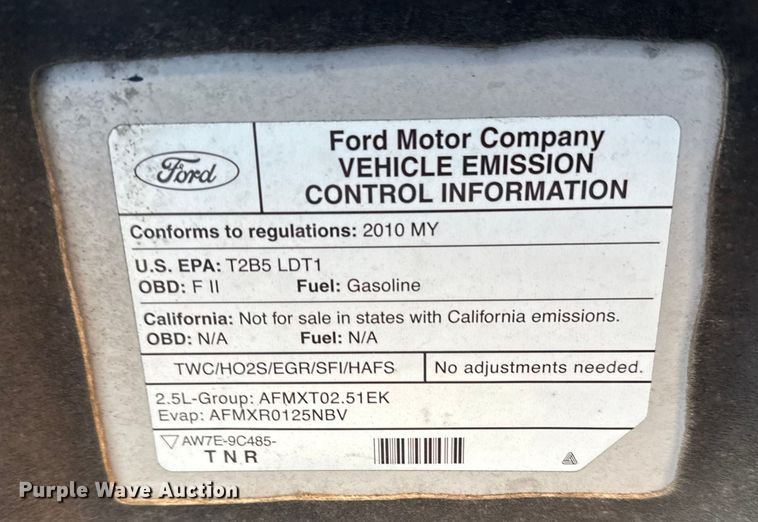 Ford
Ford Motor Company
VEHICLE EMISSION
CONTROL INFORMATION
Conforms to regulations: 2010 MY
U.S. EPA: T2B5 LDT1
OBD: F II Fuel: Gasoline
California: Not for sale in states with California emissions.
OBD: N/A Fuel: N/A
TWC/HO2S/EGR/SFI/HAFS No adjustments needed.
2.5L-Group: AFMXT02.51EK
Evap: AFMXR0125NBV
AW7E-9C485-
T N R
Purple Wave Auction